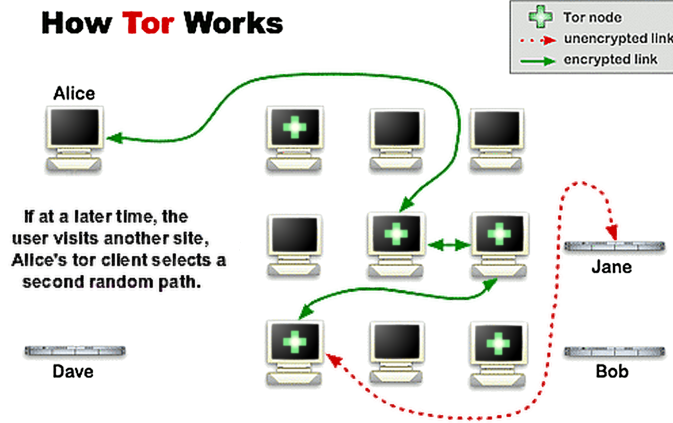 How Tor Works
Tor node
unencrypted link
encrypted link
Alice
If at a later time, the
user visits another site,
Alice's tor client selects a
second random path.
Jane
Dave
Bob